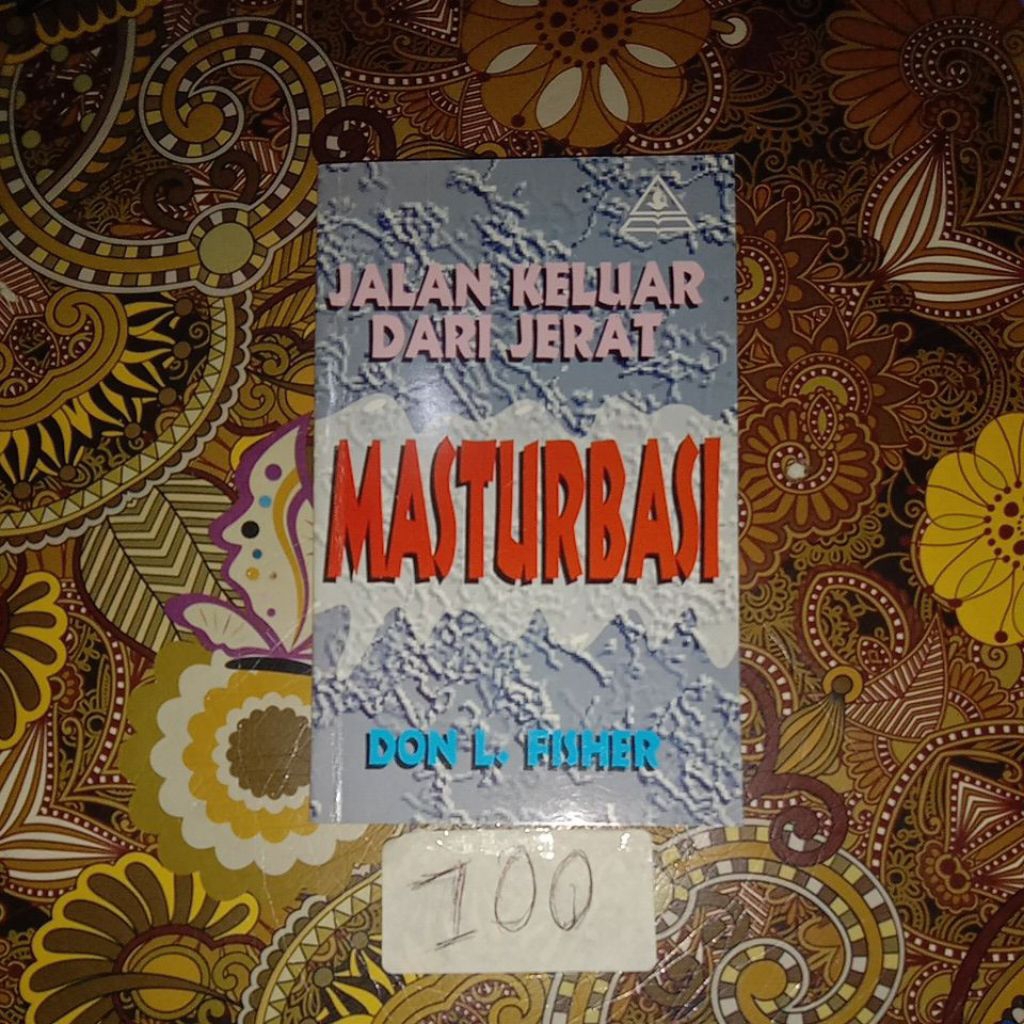 JALAN KELUAR
DARI JERAT
MASTURBASI
DON L. FISHER
100